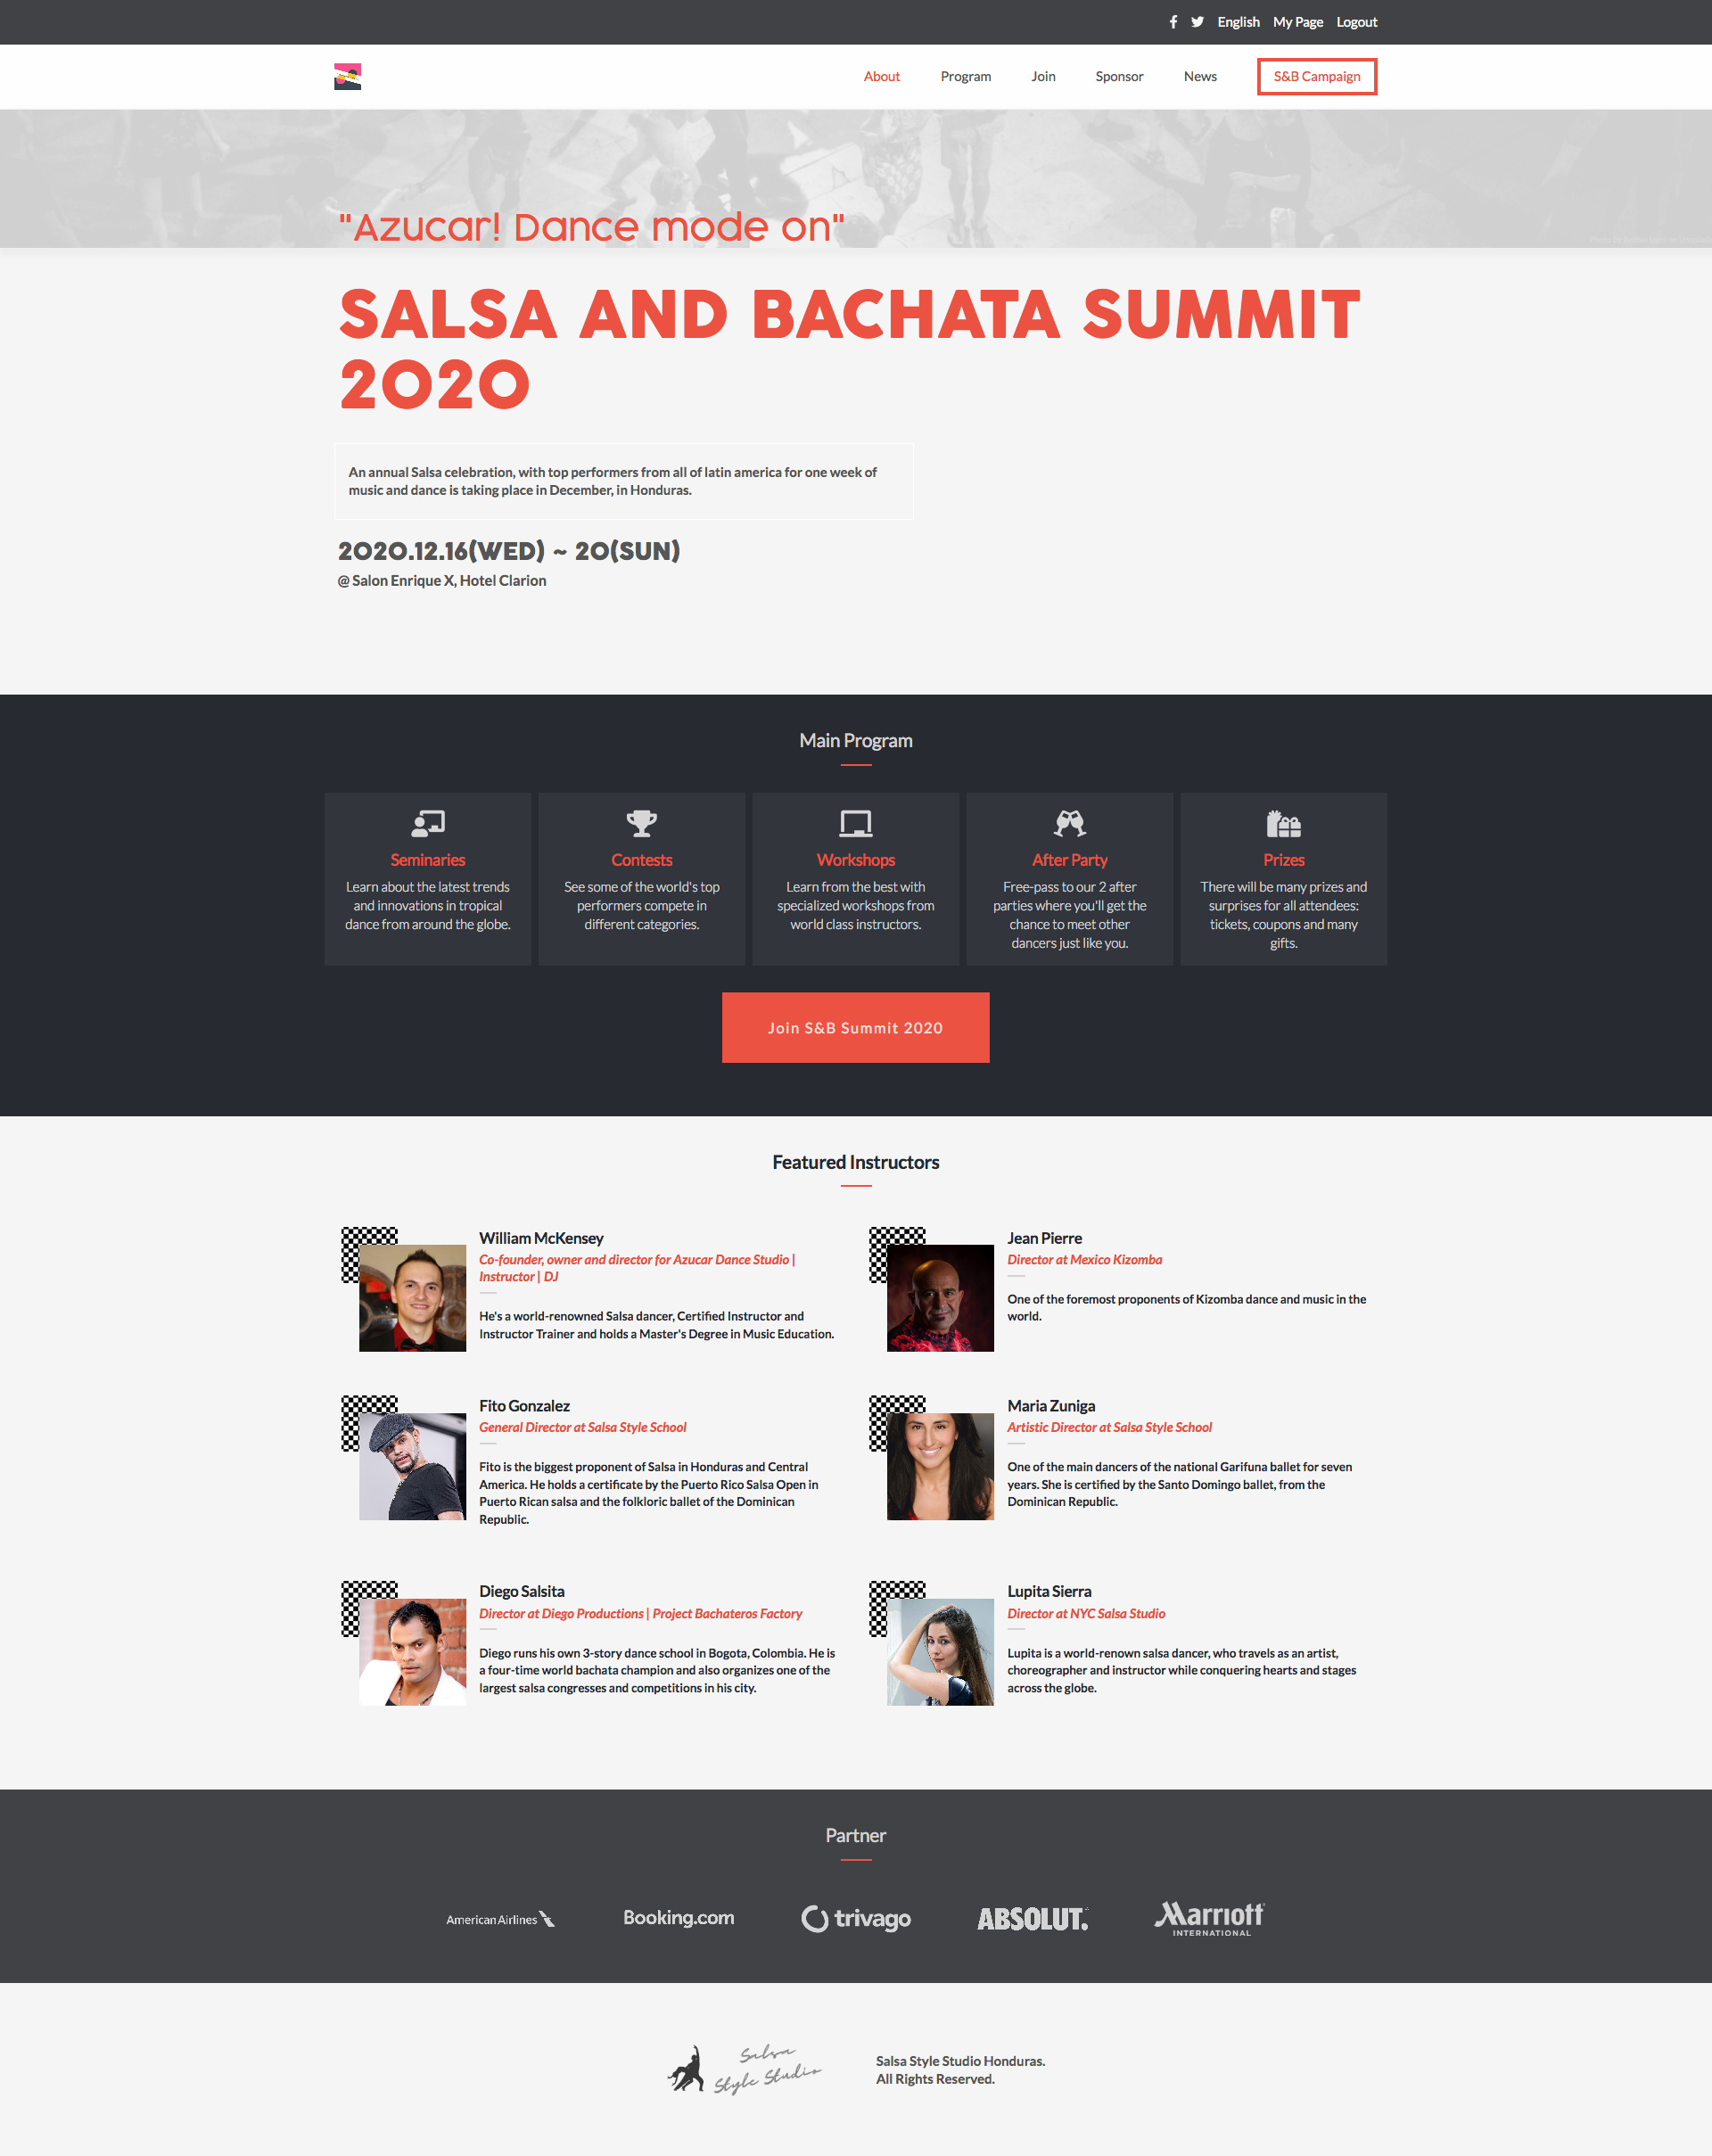 English My Page Logout
About Program Join Sponsor News S&B Campaign
"Azucar! Dance mode on"
SALSA AND BACHATA SUMMIT
2020
An annual Salsa celebration, with top performers from all of latin america for one week of
music and dance is taking place in December, in Honduras.
2020.12.16(WED) ~ 20(SUN)
@ Salon Enrique X, Hotel Clarion
Main Program
Seminaries
Learn about the latest trends
and innovations in tropical
dance from around the globe.
Contests
See some of the world's top
performers compete in
different categories.
Workshops
Learn from the best with
specialized workshops from
world class instructors.
After Party
Free-pass to our 2 after
parties where you'll get the
chance to meet other
dancers just like you.
Prizes
There will be many prizes and
surprises for all attendees:
tickets, coupons and many
gifts.
Join S&B Summit 2020
Featured Instructors
William McKensey
Co-founder, owner and director for Azucar Dance Studio |
Instructor | DJ
He's a world-renowned Salsa dancer, Certified Instructor and
Instructor Trainer and holds a Master's Degree in Music Education.
Jean Pierre
Director at Mexico Kizomba
One of the foremost proponents of Kizomba dance and music in the
world.
Fito Gonzalez
General Director at Salsa Style School
Fito is the biggest proponent of Salsa in Honduras and Central
America. He holds a certificate by the Puerto Rico Salsa Open in
Puerto Rican salsa and the folkloric ballet of the Dominican
Republic.
Maria Zuniga
Artistic Director at Salsa Style School
One of the main dancers of the national Garifuna ballet for seven
years. She is certified by the Santo Domingo ballet, from the
Dominican Republic.
Diego Salsita
Director at Diego Productions | Project Bachateros Factory
Diego runs his own 3-story dance school in Bogota, Colombia. He is
a four-time world bachata champion and also organizes one of the
largest salsa congresses and competitions in his city.
Lupita Sierra
Director at NYC Salsa Studio
Lupita is a world-renown salsa dancer, who travels as an artist,
choreographer and instructor while conquering hearts and stages
across the globe.
Partner
American Airlines
Booking.com
trivago
ABSOLUT.
Marriott
INTERNATIONAL
Salsa
Style Studio
Salsa Style Studio Honduras.
All Rights Reserved.